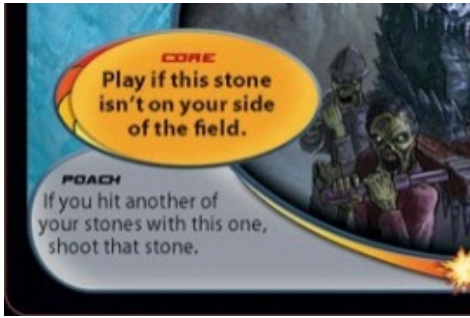 CORE
Play if this stone
isn't on your side
of the field.
POACH
If you hit another of
your stones with this one,
shoot that stone.